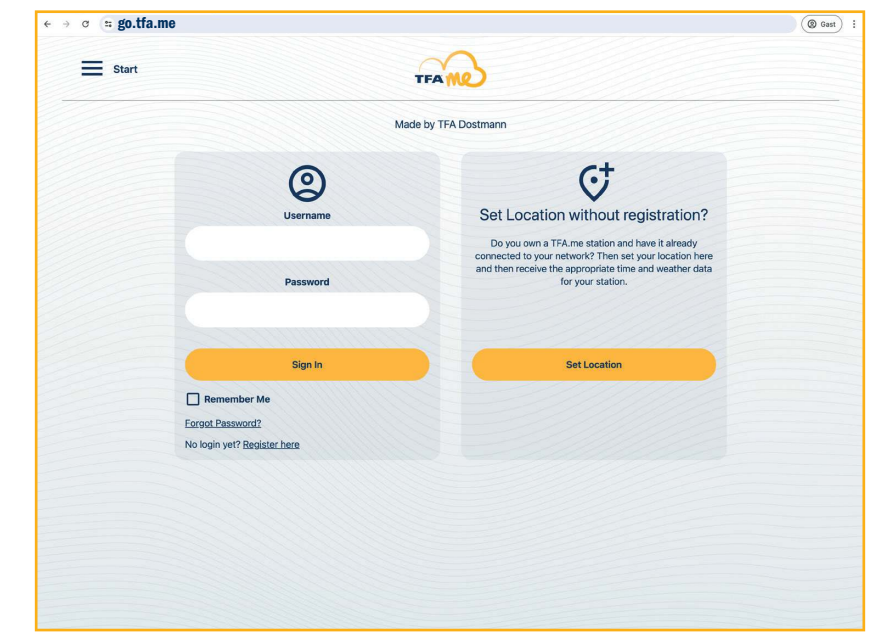 go.tfa.me
Gast
Start
TFA me
Made by TFA Dostmann
Username
Password
Sign In
Remember Me
Forgot Password?
No login yet? Register here
Set Location without registration?
Do you own a TFA.me station and have it already
connected to your network? Then set your location here
and then receive the appropriate time and weather data
for your station.
Set Location